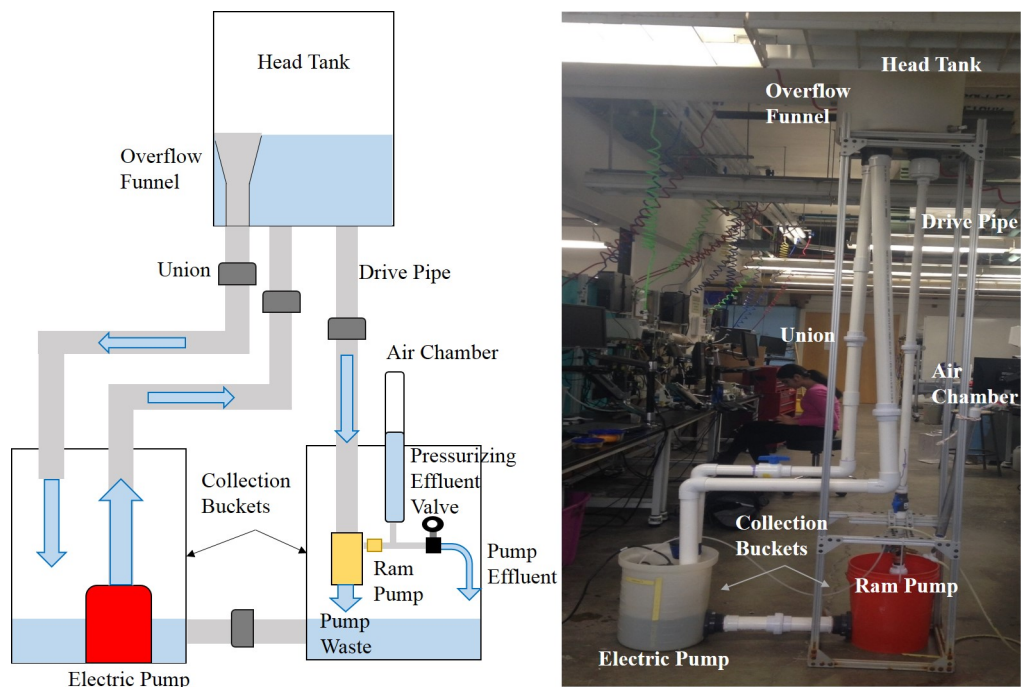 Head Tank
Overflow
Funnel
Union
Drive Pipe
Air Chamber
Pressurizing
Effluent
Valve
Collection
Buckets
Ram
Pump
Pump
Effluent
Pump
Waste
Electric Pump
Head Tank
Overflow
Funnel
Drive Pipe
Union
Air
Chamber
Collection
Buckets
Ram Pump
Electric Pump